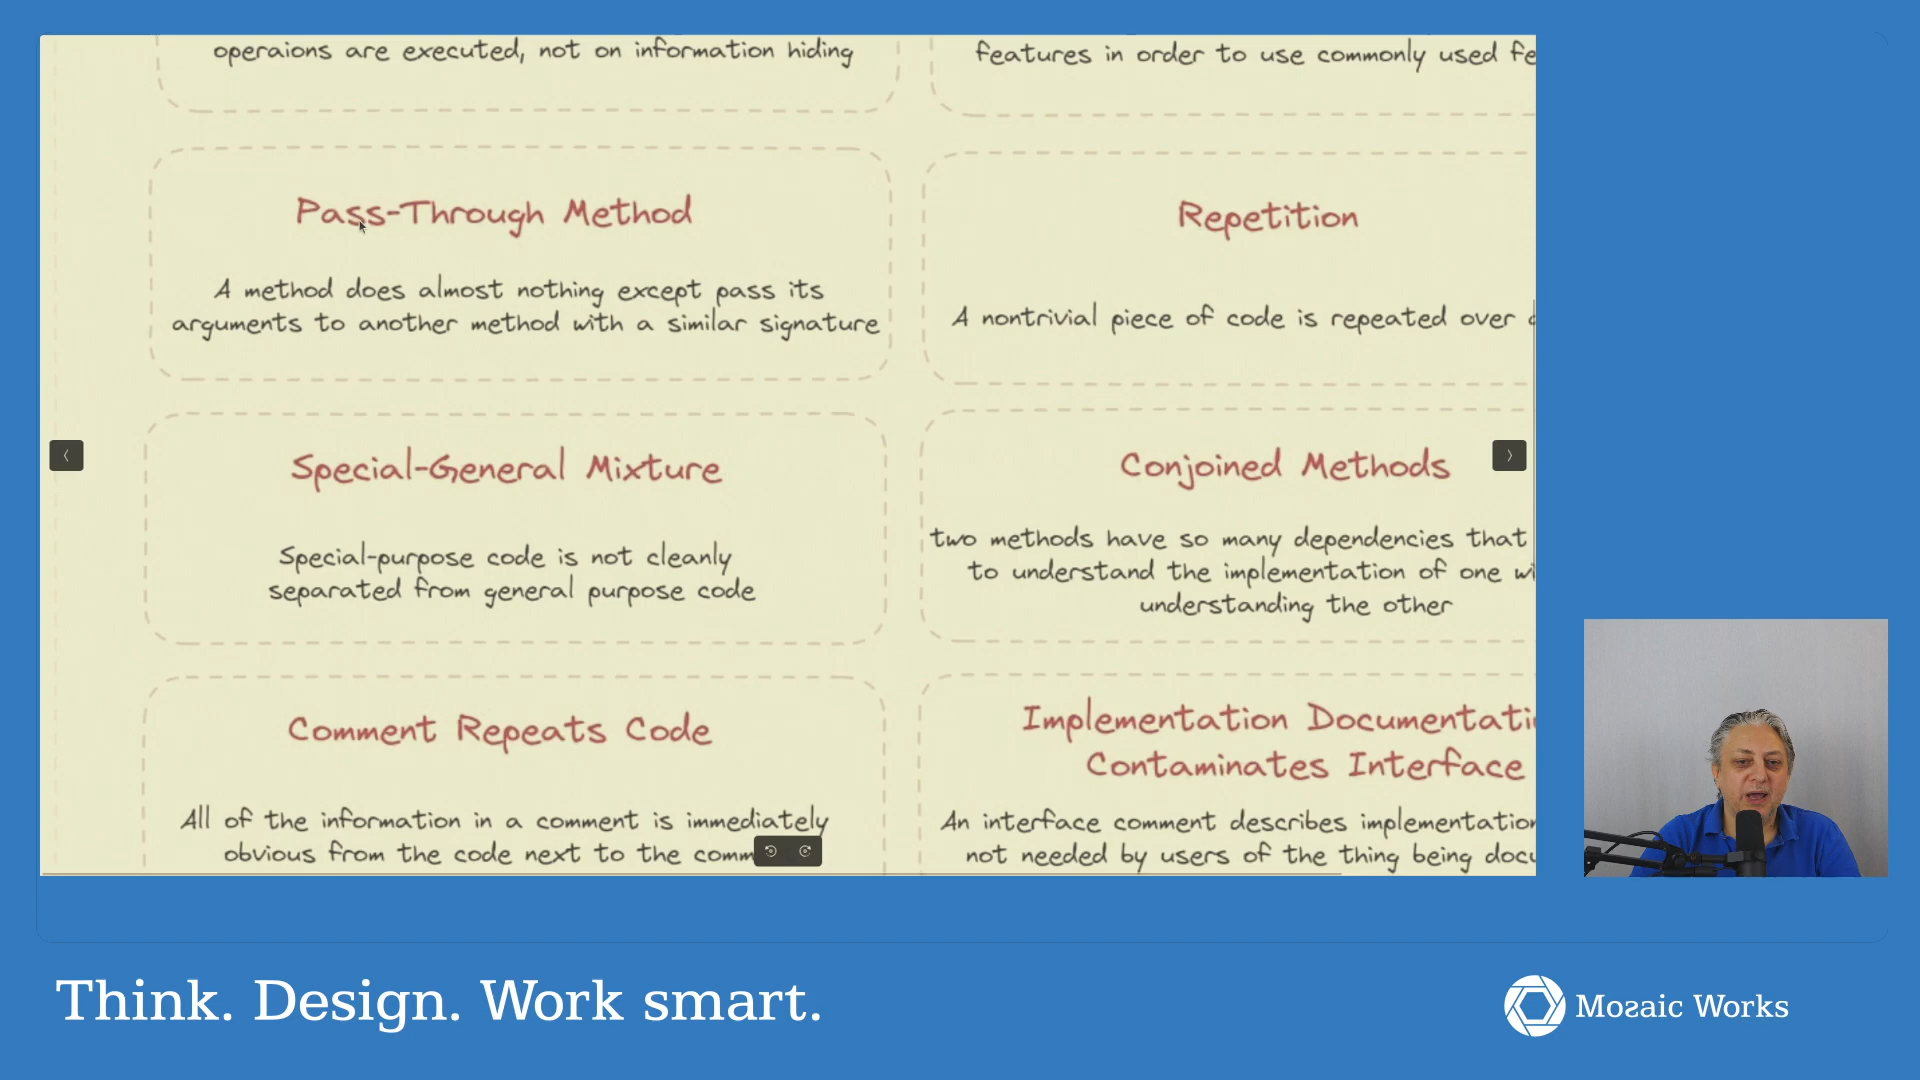 operaions are executed, not on information hiding
features in order to use commonly used fe
Pass-Through Method
A method does almost nothing except pass its
arguments to another method with a similar signature
Repetition
A nontrivial piece of code is repeated over
Special-General Mixture
Special-purpose code is not cleanly
separated from general purpose code
Conjoined Methods
two methods have so many dependencies that
to understand the implementation of one wi
understanding the other
Comment Repeats Code
All of the information in a comment is immediately
obvious from the code next to the comm
Implementation Documentati
Contaminates Interface
An interface comment describes implementation
not needed by users of the thing being docu
Think. Design. Work smart.
Mozaic Works